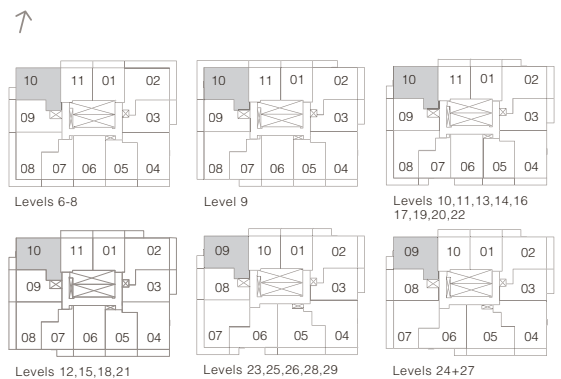 10 11 01 02
09 03
08 07 06 05 04
Levels 6-8
10 11 01 02
09 03
08 07 06 05 04
Level 9
10 11 01 02
09 03
08 07 06 05 04
Levels 10,11,13,14,16
17,19,20,22
10 11 01 02
09 03
08 07 06 05 04
Levels 12,15,18,21
09 10 01 02
08 03
07 06 05 04
Levels 23,25,26,28,29
09 10 01 02
08 03
07 06 05 04
Levels 24+27